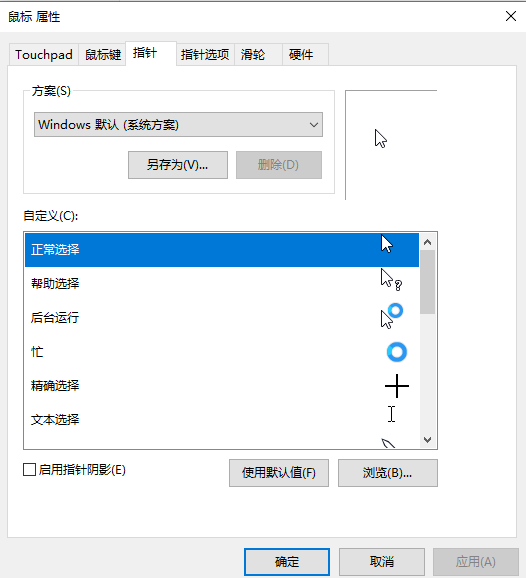 鼠标 属性
Touchpad 鼠标键 指针 指针选项 滑轮 硬件
方案(S)
Windows 默认 (系统方案)
另存为(V)... 删除(D)
自定义(C):
正常选择
帮助选择
后台运行
忙
精确选择
文本选择
启用指针阴影(E) 使用默认值(F) 浏览(B)...
确定 取消 应用(A)